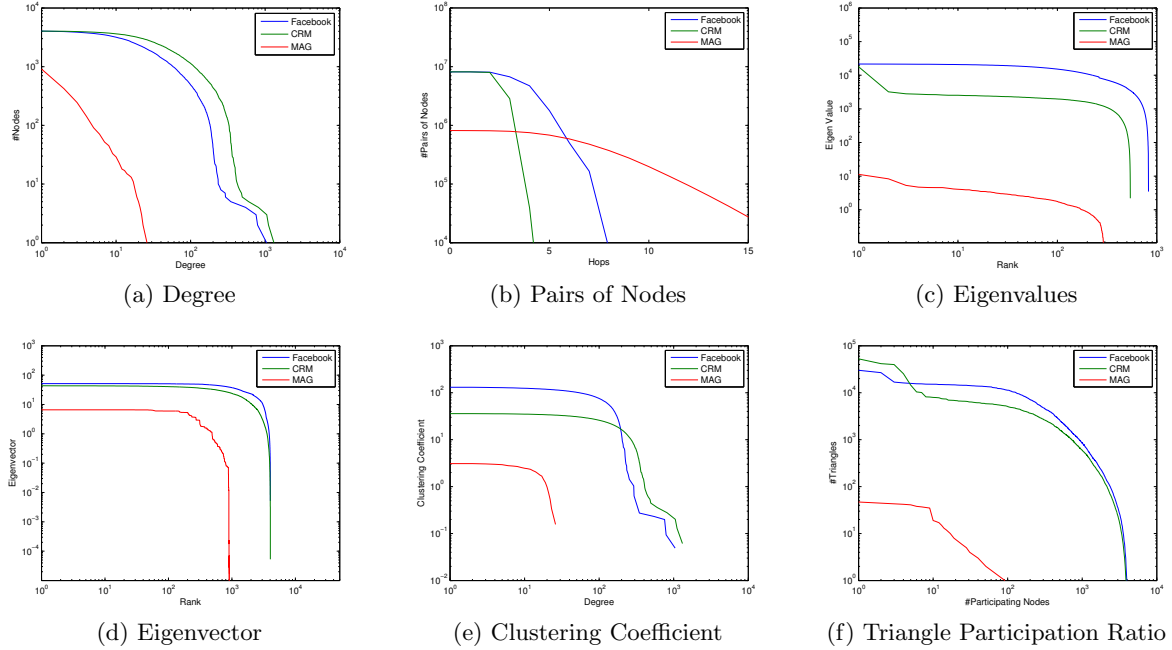 10^4
10^3
10^2
10^1
10^0
#Nodes
10^0 10^1 10^2 10^3 10^4
Degree
Facebook
CRM
MAG
(a) Degree
10^8
10^7
10^6
10^5
10^4
#Pairs of Nodes
0 5 10 15
Hops
Facebook
CRM
MAG
(b) Pairs of Nodes
10^6
10^5
10^4
10^3
10^2
10^1
10^0
Eigen Value
10^0 10^1 10^2 10^3
Rank
Facebook
CRM
MAG
(c) Eigenvalues
10^3
10^2
10^1
10^0
10^-1
10^-2
10^-3
10^-4
Eigenvector
10^0 10^1 10^2 10^3 10^4
Rank
Facebook
CRM
MAG
(d) Eigenvector
10^3
10^2
10^1
10^0
10^-1
10^-2
Clustering Coefficient
10^0 10^1 10^2 10^3 10^4
Degree
Facebook
CRM
MAG
(e) Clustering Coefficient
10^5
10^4
10^3
10^2
10^1
10^0
#Triangles
10^0 10^1 10^2 10^3 10^4
#Participating Nodes
Facebook
CRM
MAG
(f) Triangle Participation Ratio